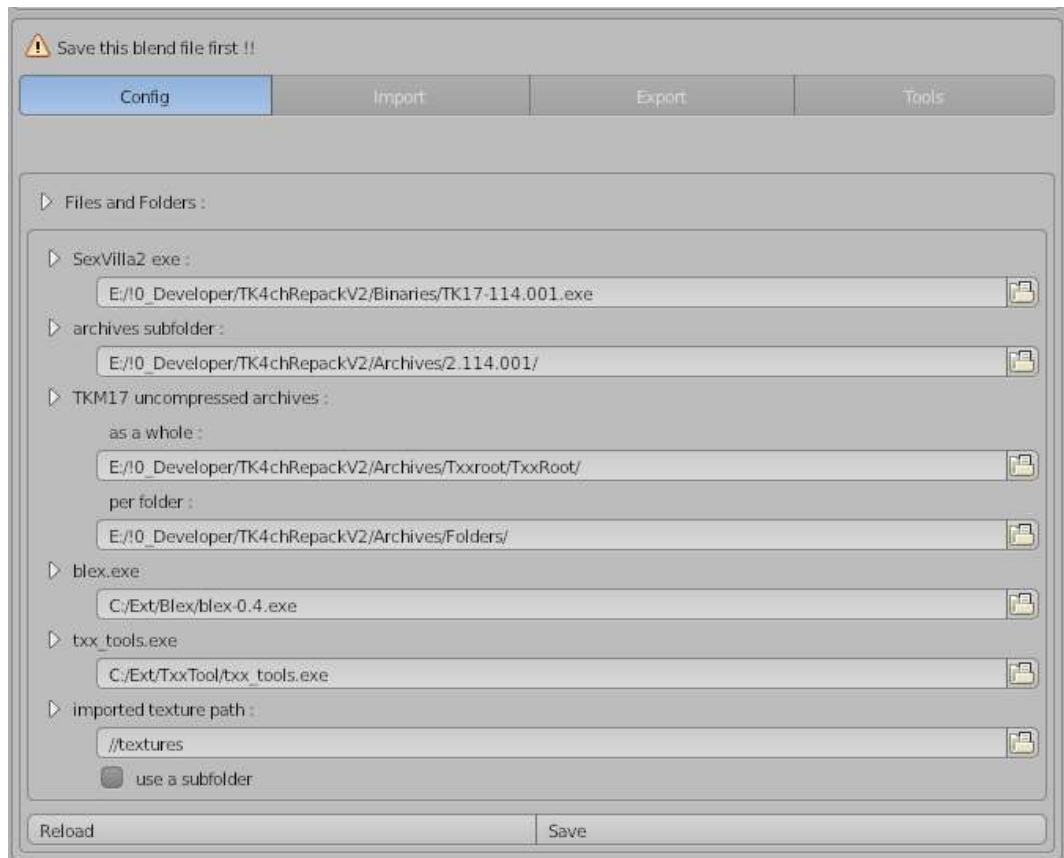 Save this blend file first !!
Config Import Export Tools
Files and Folders :
SexVilla2 exe :
E:/!0_Developer/TK4chRepackV2/Binaries/TK17-114.001.exe
archives subfolder :
E:/!0_Developer/TK4chRepackV2/Archives/2.114.001/
TKM17 uncompressed archives :
as a whole :
E:/!0_Developer/TK4chRepackV2/Archives/Txxroot/TxxRoot/
per folder :
E:/!0_Developer/TK4chRepackV2/Archives/Folders/
blex.exe
C:/Ext/Blex/blex-0.4.exe
txx_tools.exe
C:/Ext/TxxTool/txx_tools.exe
imported texture path :
//textures
use a subfolder
Reload Save